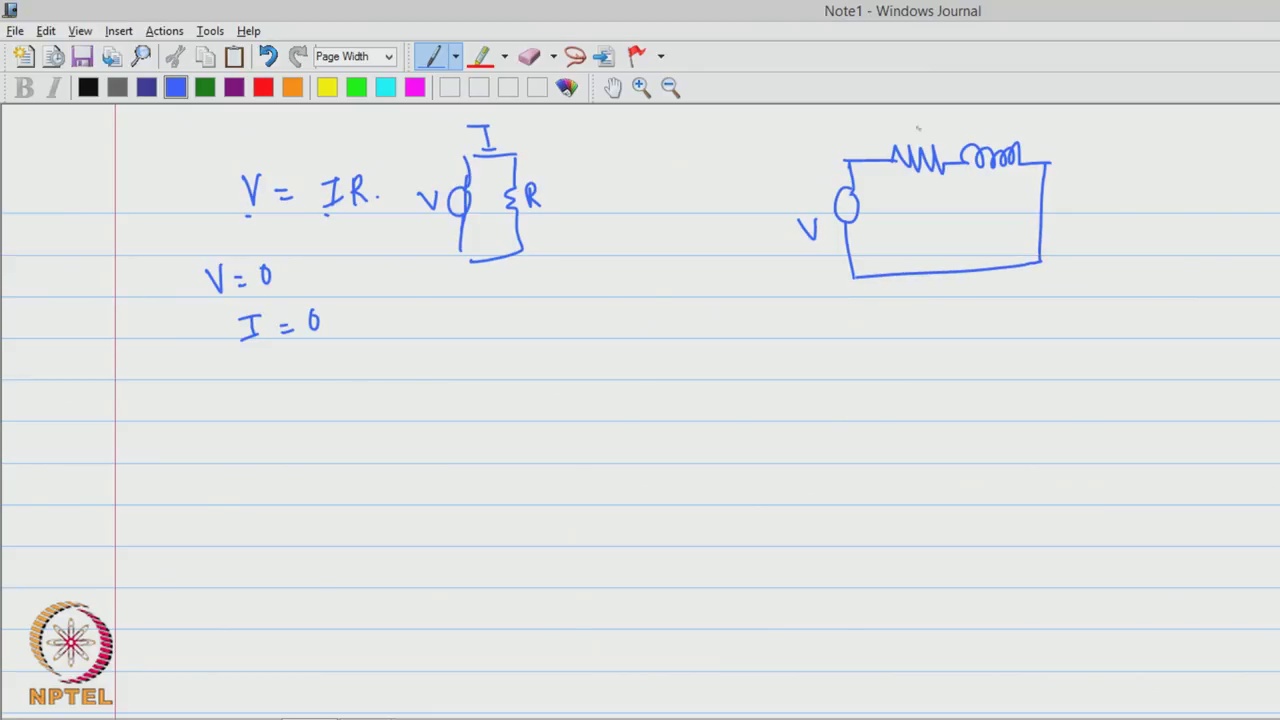 Note1 - Windows Journal
File Edit View Insert Actions Tools Help
Page Width
B I
I
V = IR.
V
R
V
V = 0
I = 0
NPTEL